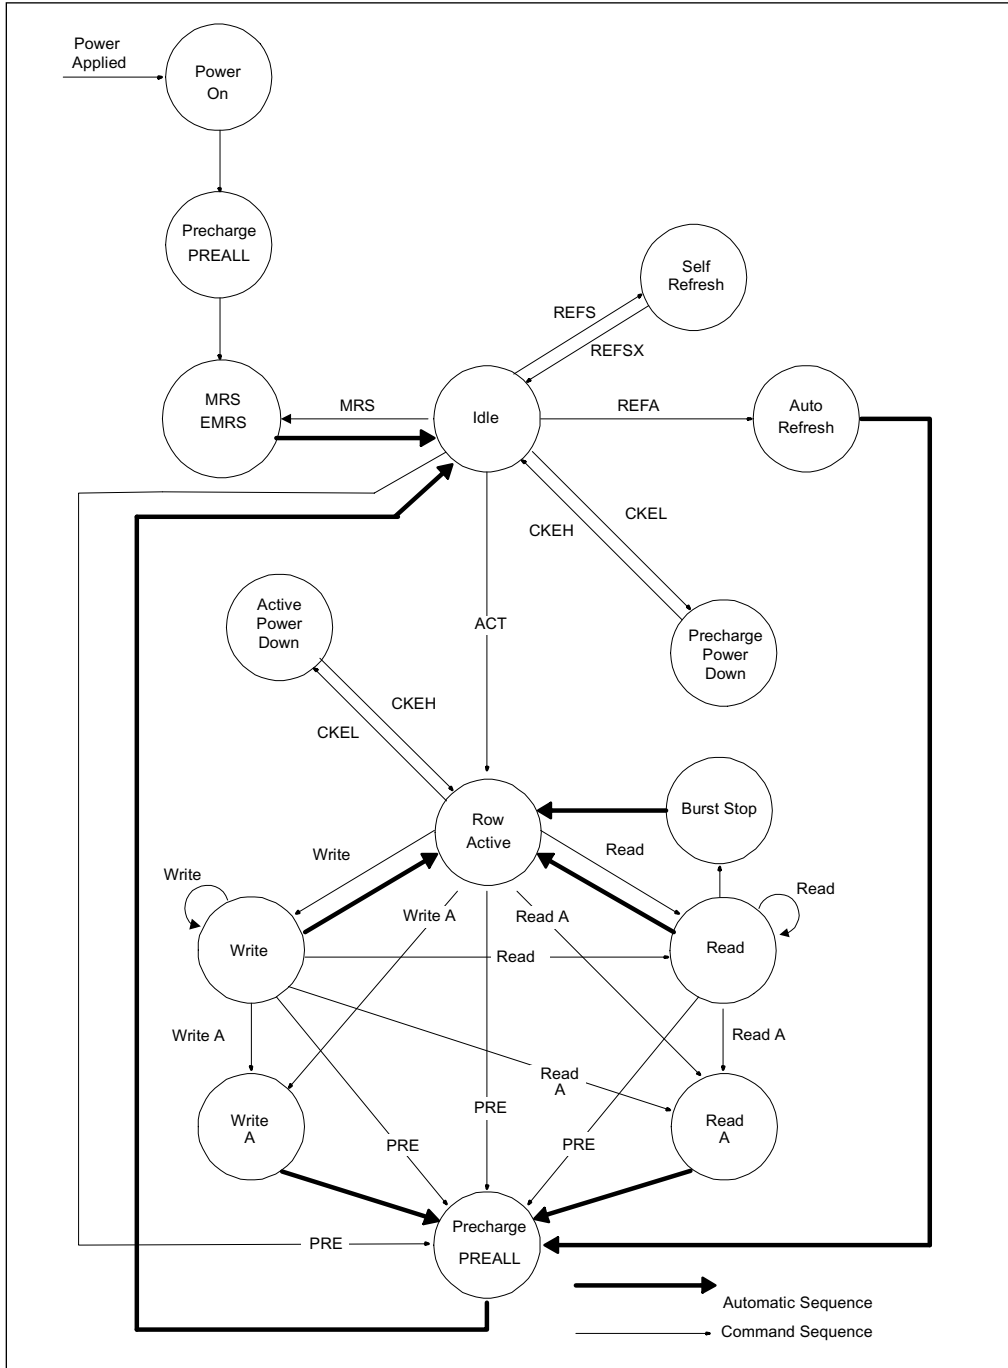 Power
Applied
Power
On
Precharge
PREALL
Self
Refresh
REFS
REFSX
MRS
EMRS
MRS
Idle
REFA
Auto
Refresh
CKEL
CKEH
Active
Power
Down
ACT
Precharge
Power
Down
CKEH
CKEL
Burst Stop
Row
Active
Write
Read
Write
Read
Write A
Read A
Write
Read
Read
Write A
Read A
Read
A
Write
A
PRE
Read
A
PRE
PRE
Precharge
PREALL
PRE
Automatic Sequence
Command Sequence